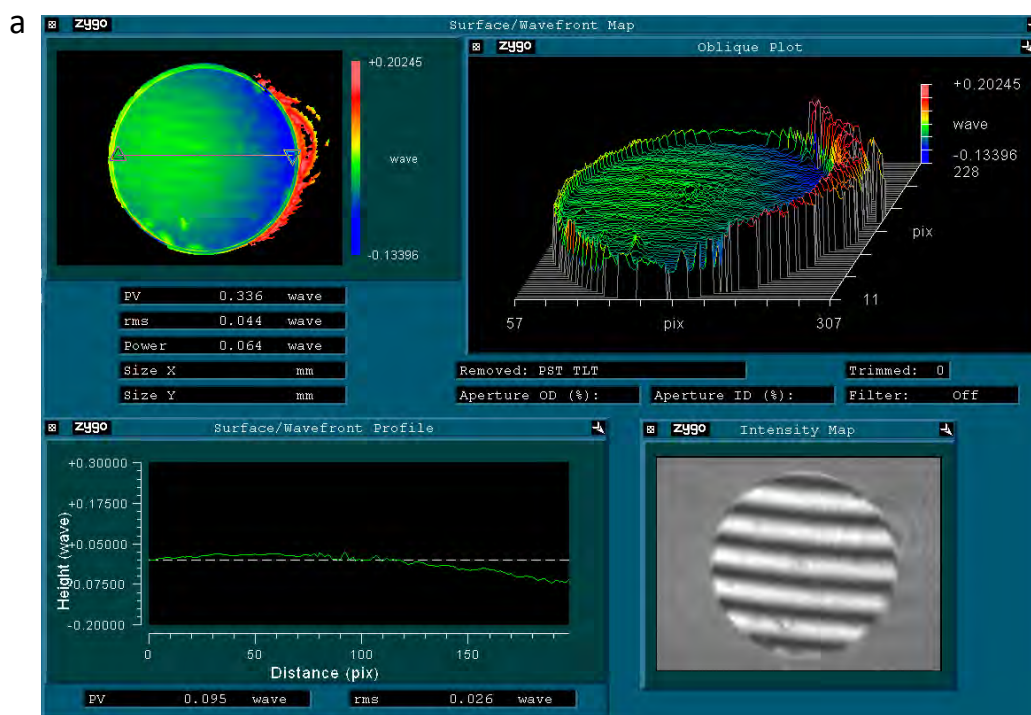 a
zygo Surface/Wavefront Map
+0.20245
wave
-0.13396
PV 0.336 wave
rms 0.044 wave
Power 0.064 wave
Size X mm
Size Y mm
zygo Oblique Plot
+0.20245
wave
-0.13396
228
pix
11
57 pix 307
Removed: PST TLT Trimmed: 0
Aperture OD (%): Aperture ID (%): Filter: Off
zygo Surface/Wavefront Profile
+0.30000
+0.17500
+0.05000
-0.07500
-0.20000
Height (wave)
0 50 100 150
Distance (pix)
PV 0.095 wave rms 0.026 wave
zygo Intensity Map